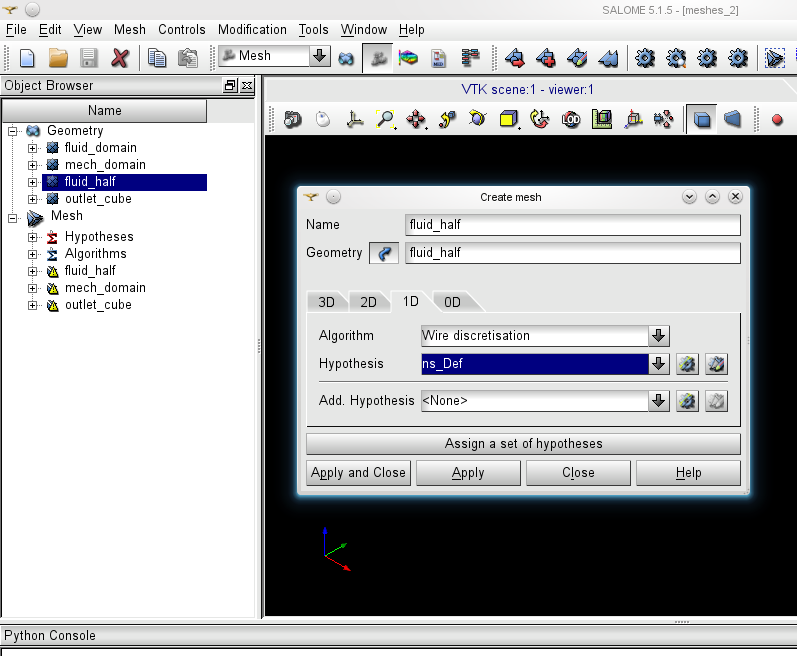 SALOME 5.1.5 - [meshes_2]
File Edit View Mesh Controls Modification Tools Window Help
Mesh
Object Browser
VTK scene:1 - viewer:1
Name
Geometry
fluid_domain
mech_domain
fluid_half
outlet_cube
Mesh
Hypotheses
Algorithms
fluid_half
mech_domain
outlet_cube
Create mesh
Name fluid_half
Geometry fluid_half
3D 2D 1D 0D
Algorithm Wire discretisation
Hypothesis ns_Def
Add. Hypothesis <None>
Assign a set of hypotheses
Apply and Close Apply Close Help
Python Console